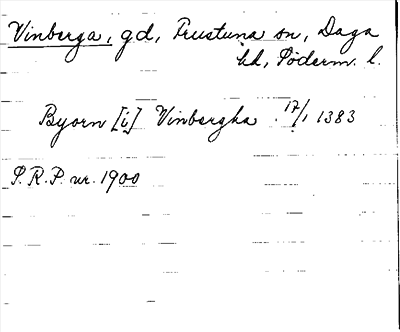 Vinberga, gd, Frustuna sn, Daga
hd, Söderm. l.
Byorn [i] Vinbergha . 17/1 1383
S.R.P. nr. 1900